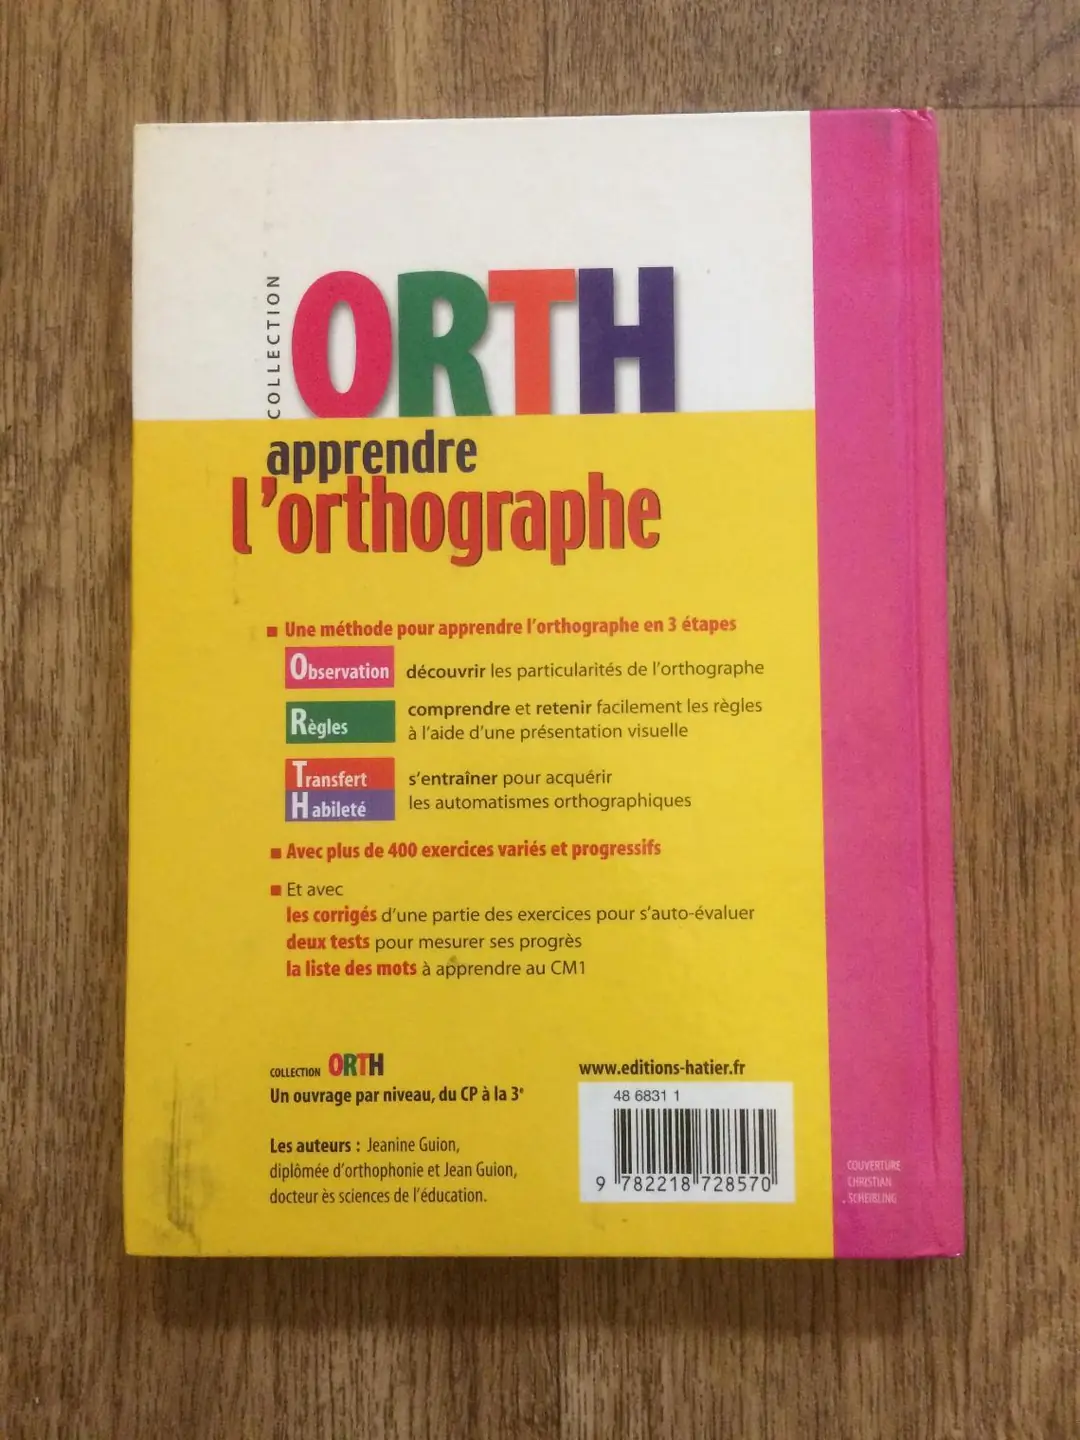 COLLECTION
ORTH
apprendre
l'orthographe
Une méthode pour apprendre l'orthographe en 3 étapes
Observation découvrir les particularités de l'orthographe
Règles comprendre et retenir facilement les règles
à l'aide d'une présentation visuelle
Transfert s'entraîner pour acquérir
Habileté les automatismes orthographiques
Avec plus de 400 exercices variés et progressifs
Et avec
les corrigés d'une partie des exercices pour s'auto-évaluer
deux tests pour mesurer ses progrès
la liste des mots à apprendre au CM1
COLLECTION ORTH
Un ouvrage par niveau, du CP à la 3e
Les auteurs : Jeanine Guion,
diplômée d'orthophonie et Jean Guion,
docteur ès sciences de l'éducation.
www.editions-hatier.fr
48 6831 1
9 782218 728570
COUVERTURE
CHRISTIAN
SCHEIBLING